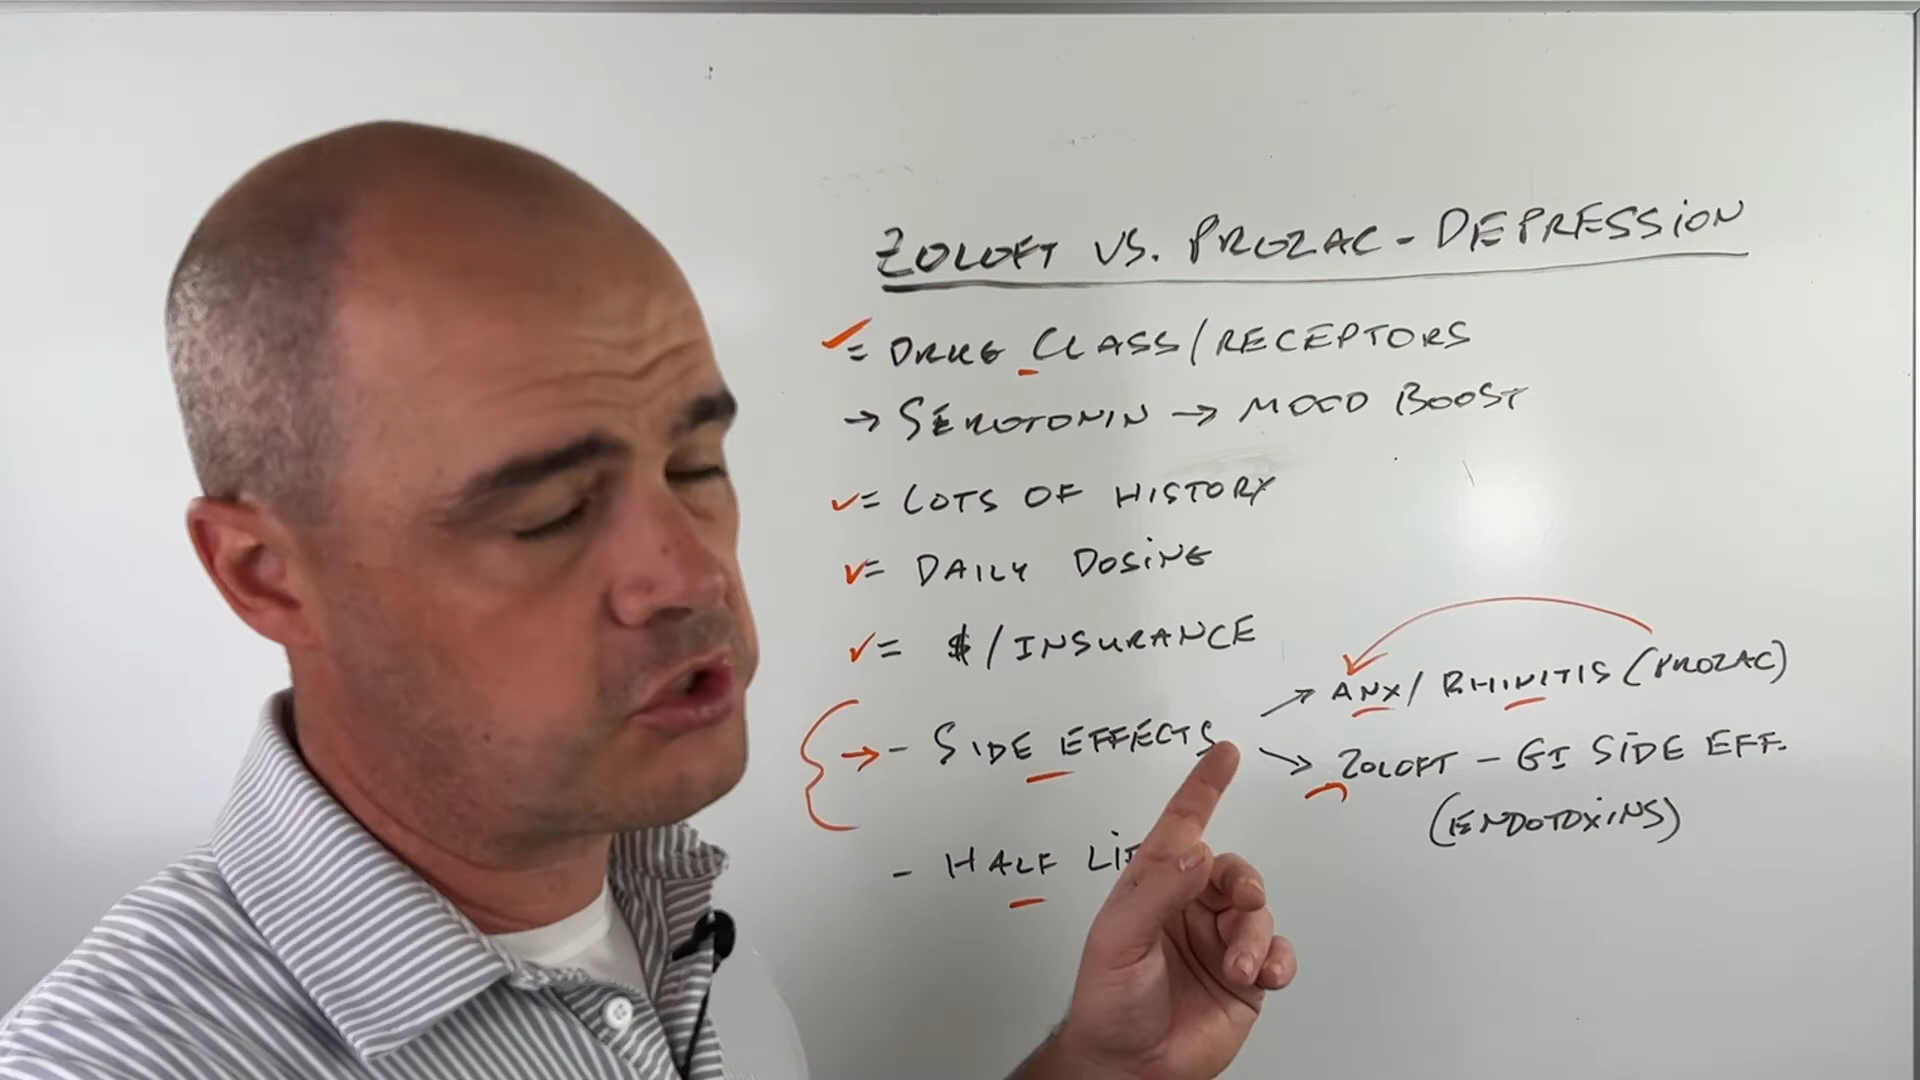 ZOLOFT VS. PROZAC - DEPRESSION
= DRUG CLASS/RECEPTORS
→ SEROTONIN → MOOD BOOST
= LOTS OF HISTORY
= DAILY DOSING
= $/INSURANCE
→ ANX/RHINITIS (PROZAC)
→ - SIDE EFFECTS
→ ZOLOFT - GI SIDE EFF.
(ENDOTOXINS)
- HALF